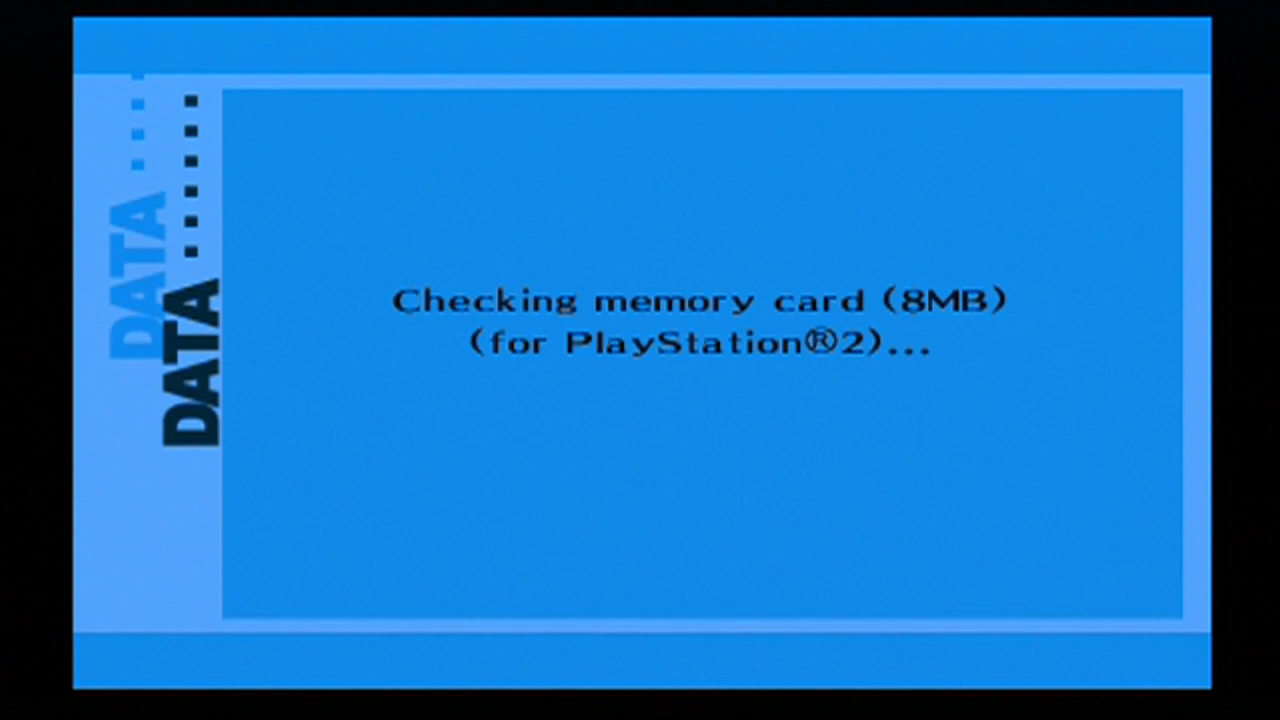 DATA ......
DATA ....
Checking memory card (8MB)
(for PlayStation®2)...